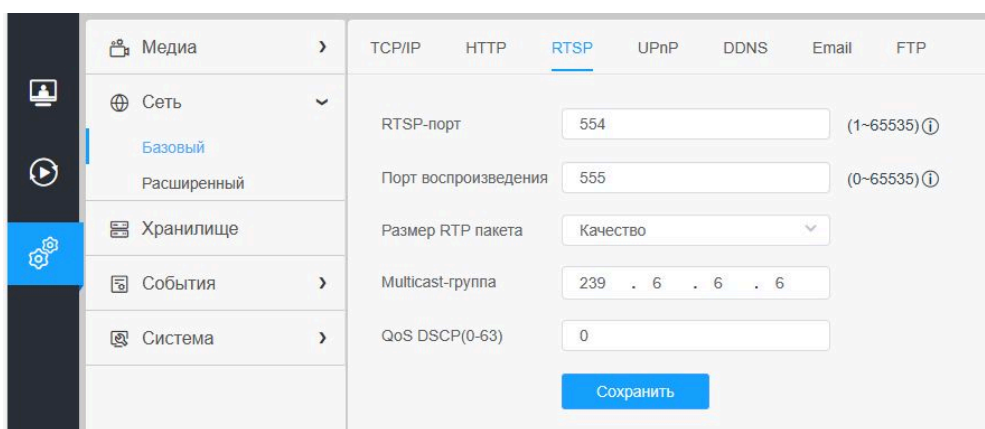 Медиа
Сеть
Базовый
Расширенный
Хранилище
События
Система
TCP/IP HTTP RTSP UPnP DDNS Email FTP
RTSP-порт 554 (1~65535)
Порт воспроизведения 555 (0~65535)
Размер RTP пакета Качество
Multicast-группа 239 . 6 . 6 . 6
QoS DSCP(0-63) 0
Сохранить